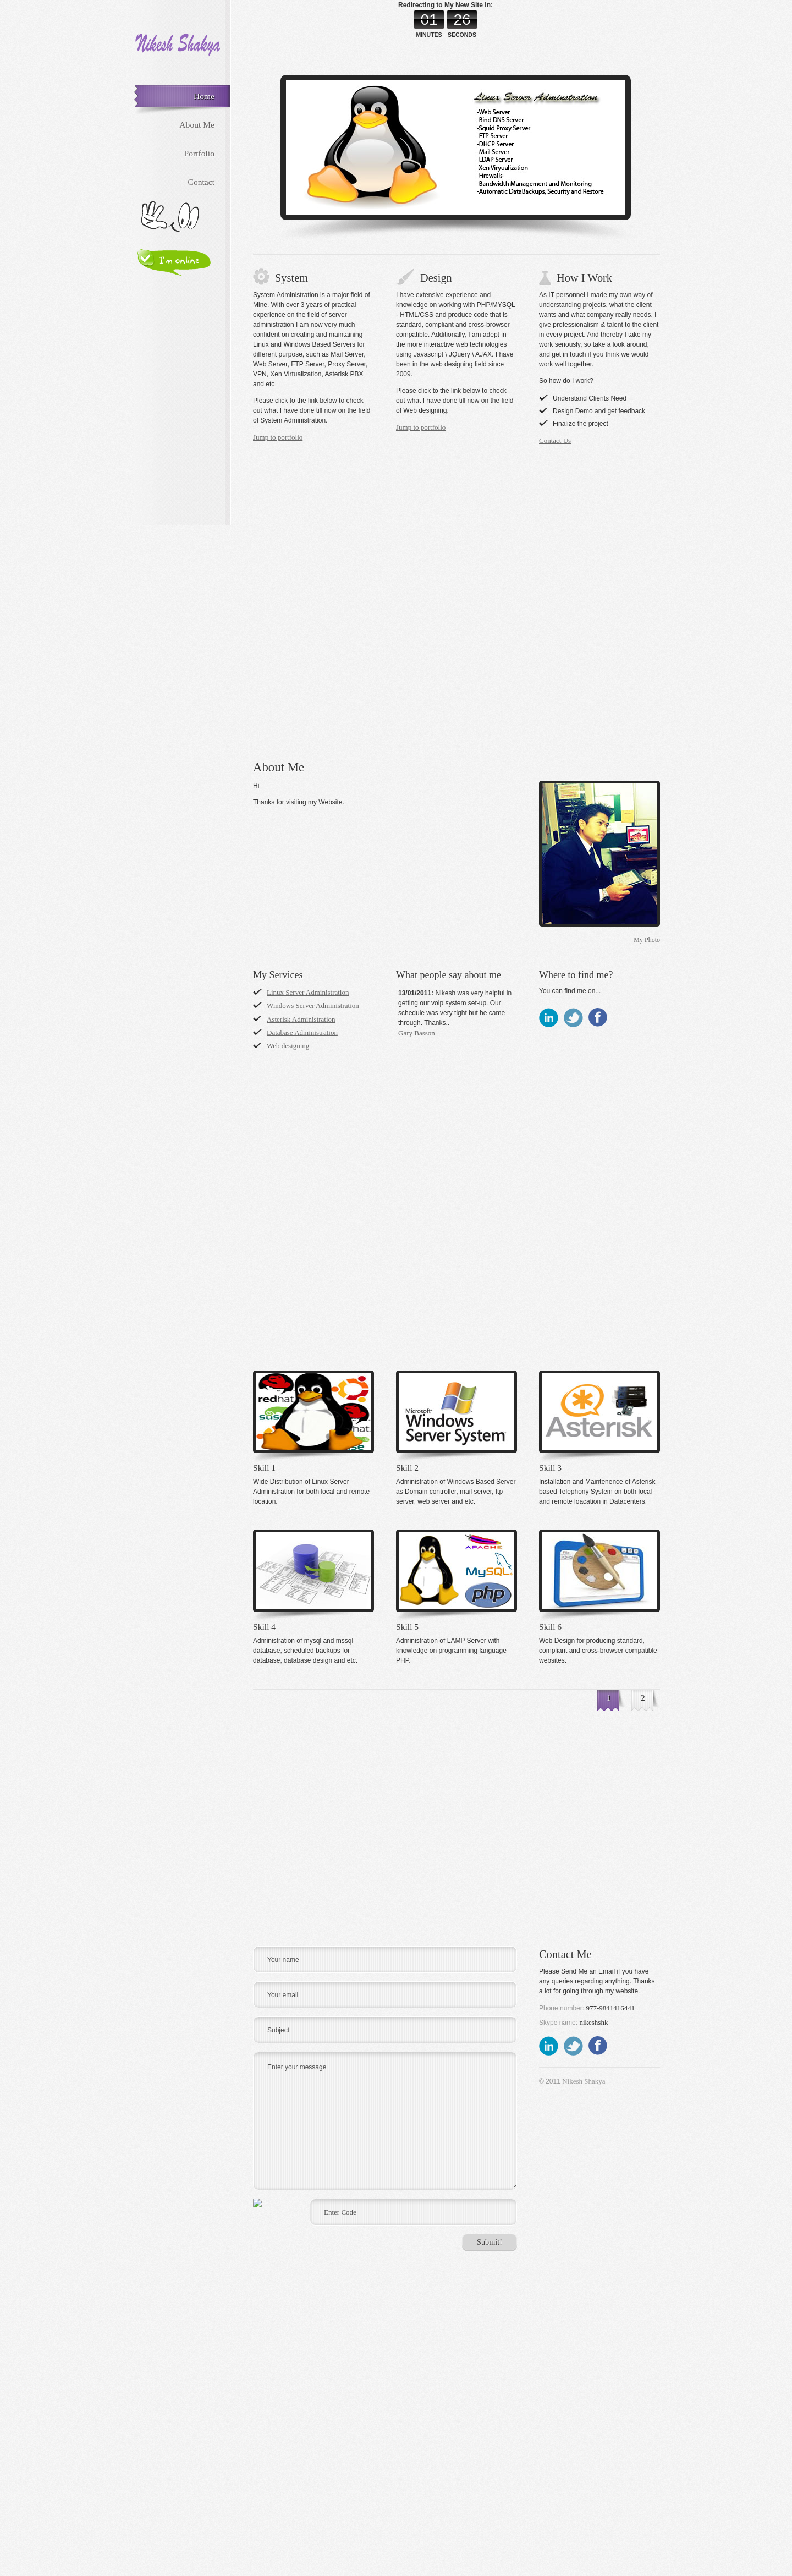 Redirecting to My New Site in:
01 26
MINUTES SECONDS
Nikesh Shakya
Home
About Me
Portfolio
Contact
I'm online
Linux Server Adminstration
-Web Server
-Bind DNS Server
-Squid Proxy Server
-FTP Server
-DHCP Server
-Mail Server
-LDAP Server
-Xen Viryualization
-Firewalls
-Bandwidth Management and Monitoring
-Automatic DataBackups, Security and Restore
System
System Administration is a major field of
Mine. With over 3 years of practical
experience on the field of server
administration I am now very much
confident on creating and maintaining
Linux and Windows Based Servers for
different purpose, such as Mail Server,
Web Server, FTP Server, Proxy Server,
VPN, Xen Virtualization, Asterisk PBX
and etc
Please click to the link below to check
out what I have done till now on the field
of System Administration.
Jump to portfolio
Design
I have extensive experience and
knowledge on working with PHP/MYSQL
- HTML/CSS and produce code that is
standard, compliant and cross-browser
compatible. Additionally, I am adept in
the more interactive web technologies
using Javascript \ JQuery \ AJAX. I have
been in the web designing field since
2009.
Please click to the link below to check
out what I have done till now on the field
of Web designing.
Jump to portfolio
How I Work
As IT personnel I made my own way of
understanding projects, what the client
wants and what company really needs. I
give professionalism & talent to the client
in every project. And thereby I take my
work seriously, so take a look around,
and get in touch if you think we would
work well together.
So how do I work?
Understand Clients Need
Design Demo and get feedback
Finalize the project
Contact Us
About Me
Hi
Thanks for visiting my Website.
My Photo
My Services
Linux Server Administration
Windows Server Administration
Asterisk Administration
Database Administration
Web designing
What people say about me
13/01/2011: Nikesh was very helpful in
getting our voip system set-up. Our
schedule was very tight but he came
through. Thanks..
Gary Basson
Where to find me?
You can find me on...
in
f
redhat
Microsoft
Windows
Server System
Asterisk
Skill 1
Wide Distribution of Linux Server
Administration for both local and remote
location.
Skill 2
Administration of Windows Based Server
as Domain controller, mail server, ftp
server, web server and etc.
Skill 3
Installation and Maintenence of Asterisk
based Telephony System on both local
and remote loacation in Datacenters.
APACHE
MySQL
php
Skill 4
Administration of mysql and mssql
database, scheduled backups for
database, database design and etc.
Skill 5
Administration of LAMP Server with
knowledge on programming language
PHP.
Skill 6
Web Design for producing standard,
compliant and cross-browser compatible
websites.
1 2
Your name
Your email
Subject
Enter your message
Enter Code
Submit!
Contact Me
Please Send Me an Email if you have
any queries regarding anything. Thanks
a lot for going through my website.
Phone number: 977-9841416441
Skype name: nikeshshk
in
f
© 2011 Nikesh Shakya